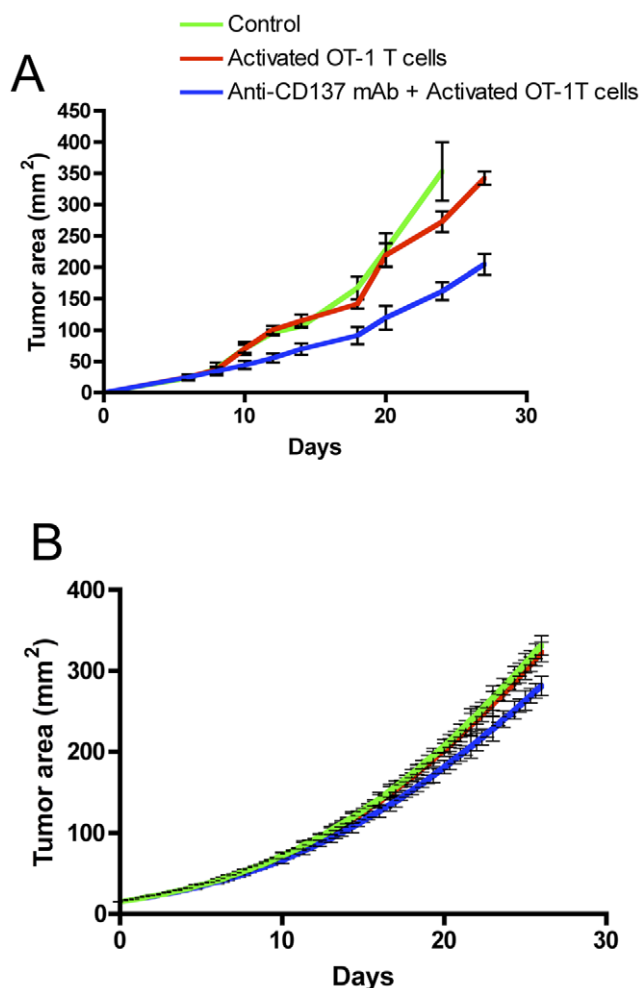 Control
Activated OT-1 T cells
Anti-CD137 mAb + Activated OT-1T cells
A
450
400
350
300
250
200
150
100
50
0
Tumor area (mm²)
0 10 20 30
Days
B
400
300
200
100
0
Tumor area (mm²)
0 10 20 30
Days